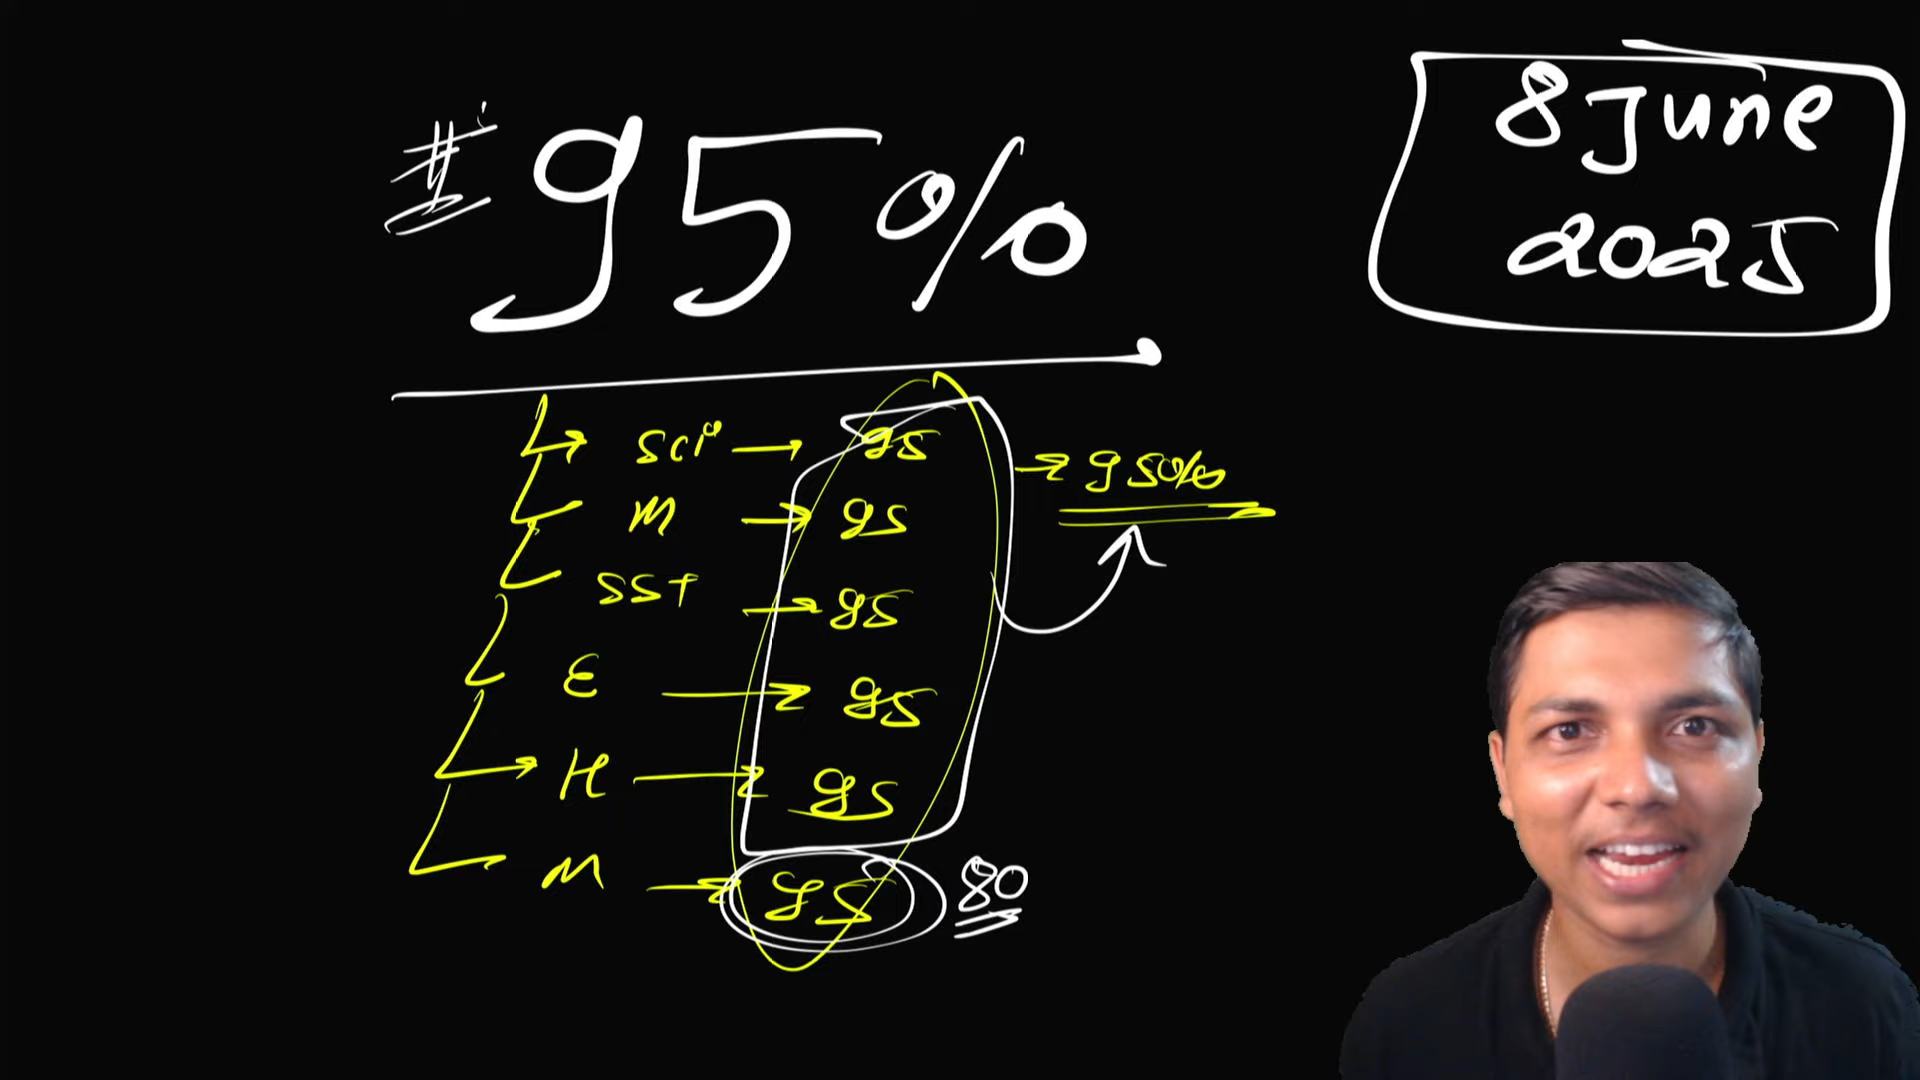 # 95%
8 June
2025
Sci → 95
→ 95%
M → 95
SST → 95
E → 95
H → 95
M → 95
80